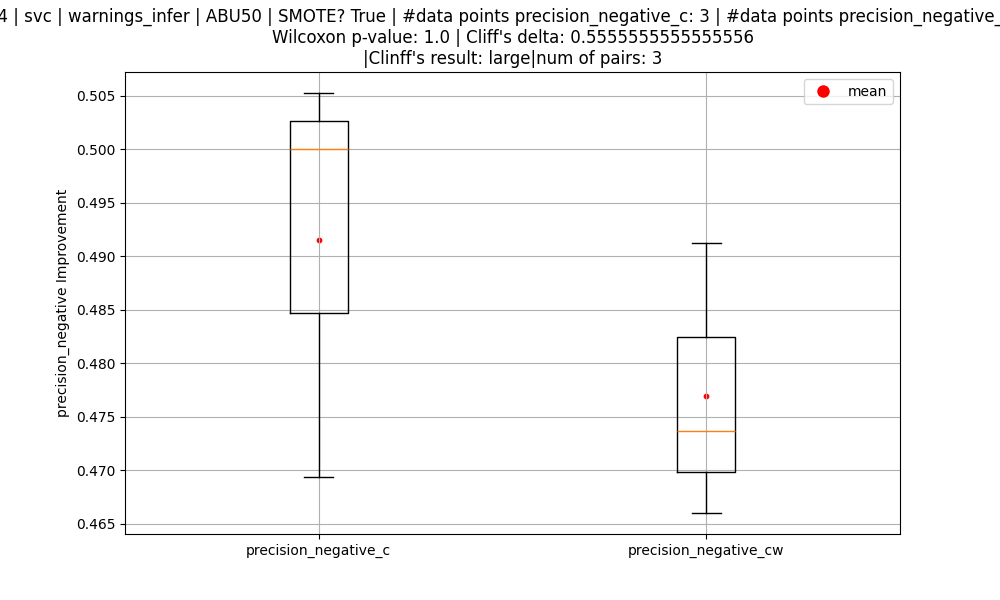 4 | svc | warnings_infer | ABU50 | SMOTE? True | #data points precision_negative_c: 3 | #data points precision_negative_
Wilcoxon p-value: 1.0 | Cliff's delta: 0.5555555555555556
|Clinff's result: large|num of pairs: 3
mean
0.505
0.500
0.495
0.490
0.485
0.480
0.475
0.470
0.465
precision_negative Improvement
precision_negative_c
precision_negative_cw